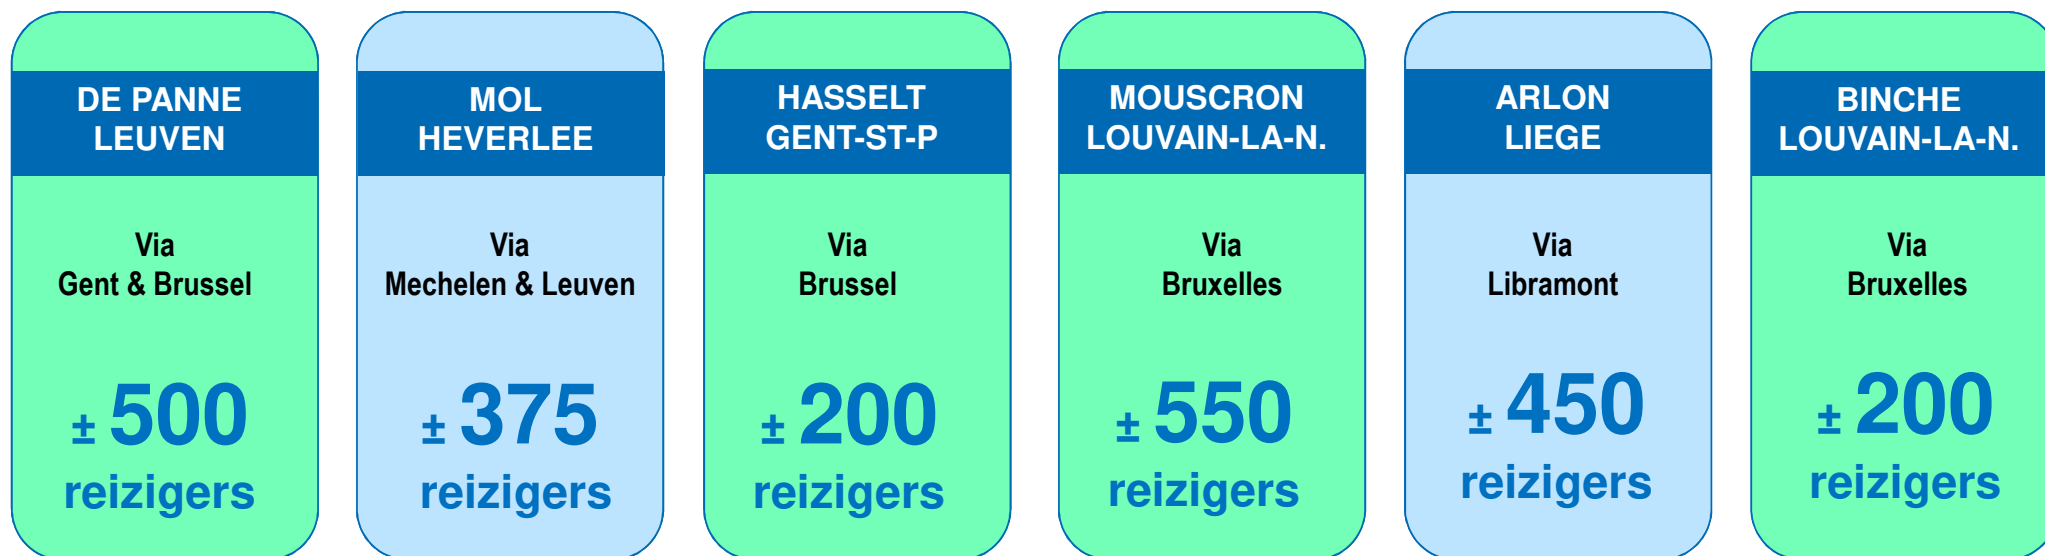 DE PANNE
LEUVEN
Via
Gent & Brussel
± 500
reizigers
MOL
HEVERLEE
Via
Mechelen & Leuven
± 375
reizigers
HASSELT
GENT-ST-P
Via
Brussel
± 200
reizigers
MOUSCRON
LOUVAIN-LA-N.
Via
Bruxelles
± 550
reizigers
ARLON
LIEGE
Via
Libramont
± 450
reizigers
BINCHE
LOUVAIN-LA-N.
Via
Bruxelles
± 200
reizigers